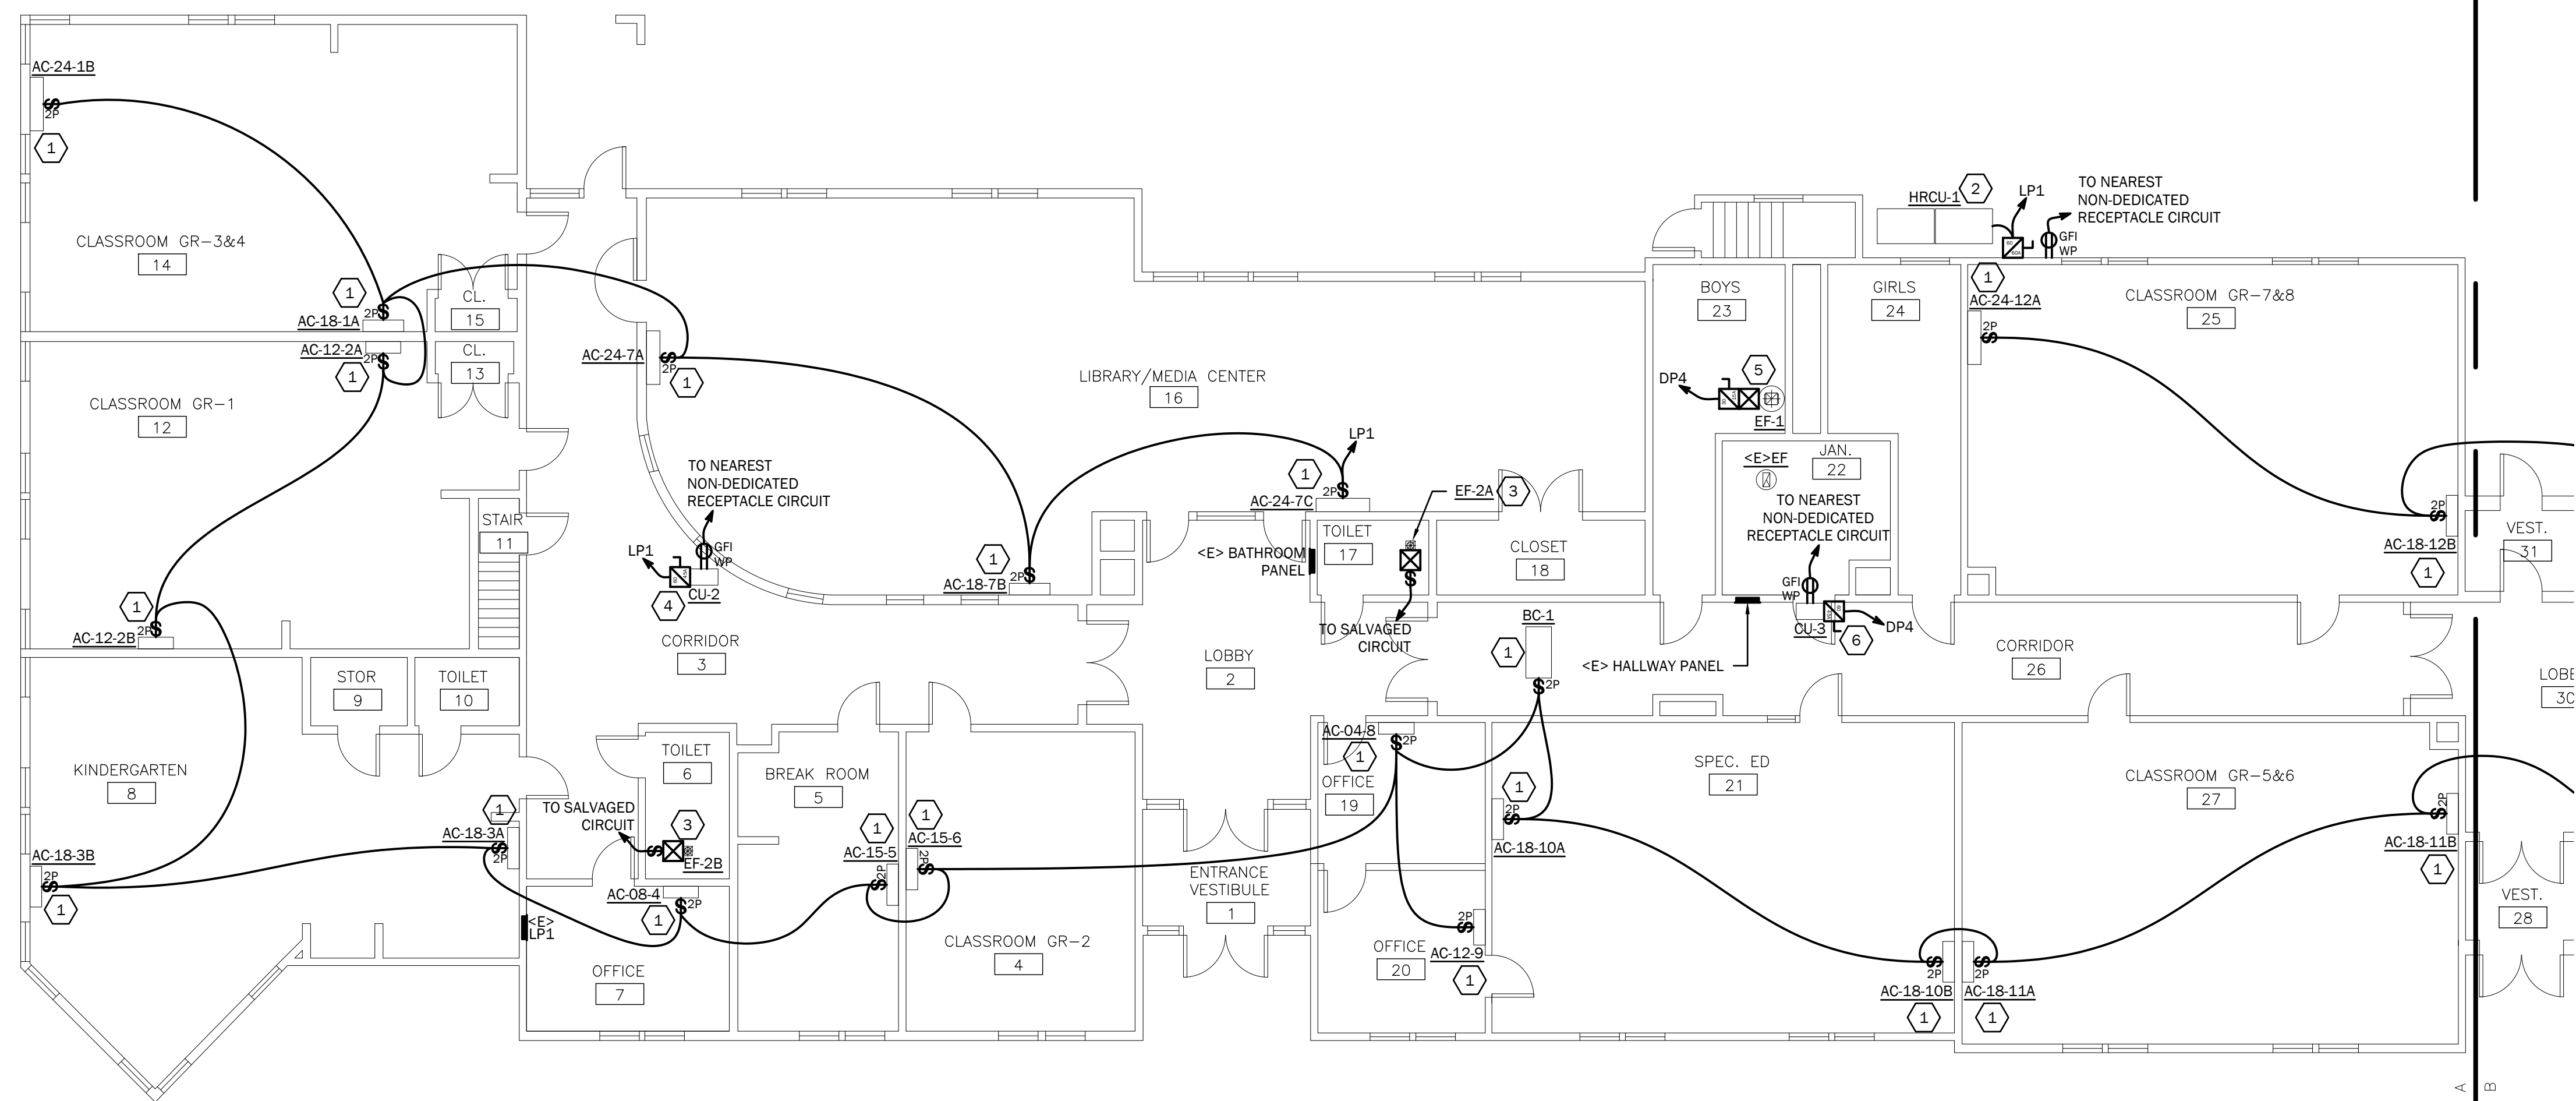 AC-24-1B
2P
1
CLASSROOM GR-3&4
14
1
2P
AC-18-1A
CL.
15
AC-12-2A
2P
1
CL.
13
CLASSROOM GR-1
12
STAIR
11
1
2P
AC-12-2B
STOR
9
TOILET
10
KINDERGARTEN
8
AC-18-3B
2P
1
1
AC-18-3A
2P
<E>
LP1
OFFICE
7
AC-08-4
2P
1
TO SALVAGED
CIRCUIT
3
EF-2B
TOILET
6
BREAK ROOM
5
1
AC-15-5
2P
1
AC-15-6
2P
CLASSROOM GR-2
4
CORRIDOR
3
TO NEAREST
NON-DEDICATED
RECEPTACLE CIRCUIT
GFI
WP
LP1
60
4
CU-2
AC-24-7A
2P
1
LIBRARY/MEDIA CENTER
16
1
2P
AC-18-7B
LP1
1
2P
AC-24-7C
EF-2A
3
TOILET
17
<E> BATHROOM
PANEL
CLOSET
18
TO SALVAGED
CIRCUIT
LOBBY
2
ENTRANCE
VESTIBULE
1
BC-1
1
2P
<E> HALLWAY PANEL
AC-04-8
2P
1
OFFICE
19
OFFICE
20
2P
AC-12-9
1
1
2P
AC-18-10A
SPEC. ED
21
2P
AC-18-10B
1
2P
AC-18-11A
1
CLASSROOM GR-5&6
27
2P
AC-18-11B
1
BOYS
23
5
DP4
30
EF-1
GIRLS
24
JAN.
22
<E>EF
TO NEAREST
NON-DEDICATED
RECEPTACLE CIRCUIT
GFI
WP
CU-3
6
DP4
CORRIDOR
26
HRCU-1
2
LP1
60
60A
TO NEAREST
NON-DEDICATED
RECEPTACLE CIRCUIT
GFI
WP
1
AC-24-12A
2P
CLASSROOM GR-7&8
25
2P
AC-18-12B
1
VEST.
31
LOBB
30
VEST.
28
A
B